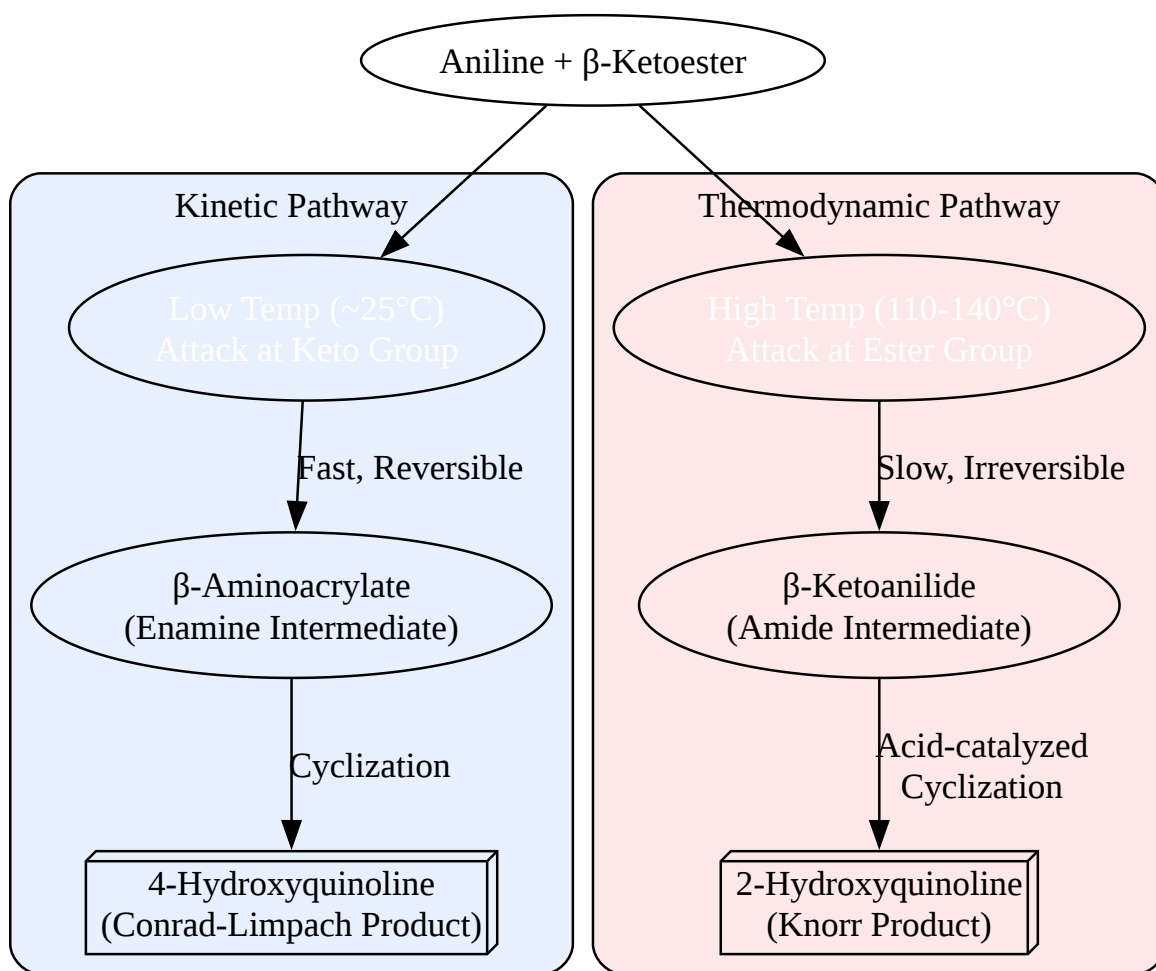 Aniline + β-Ketoester
Kinetic Pathway
Low Temp (~25°C)
Attack at Keto Group
Fast, Reversible
β-Aminoacrylate
(Enamine Intermediate)
Cyclization
4-Hydroxyquinoline
(Conrad-Limpach Product)
Thermodynamic Pathway
High Temp (110-140°C)
Attack at Ester Group
Slow, Irreversible
β-Ketoanilide
(Amide Intermediate)
Acid-catalyzed
Cyclization
2-Hydroxyquinoline
(Knorr Product)